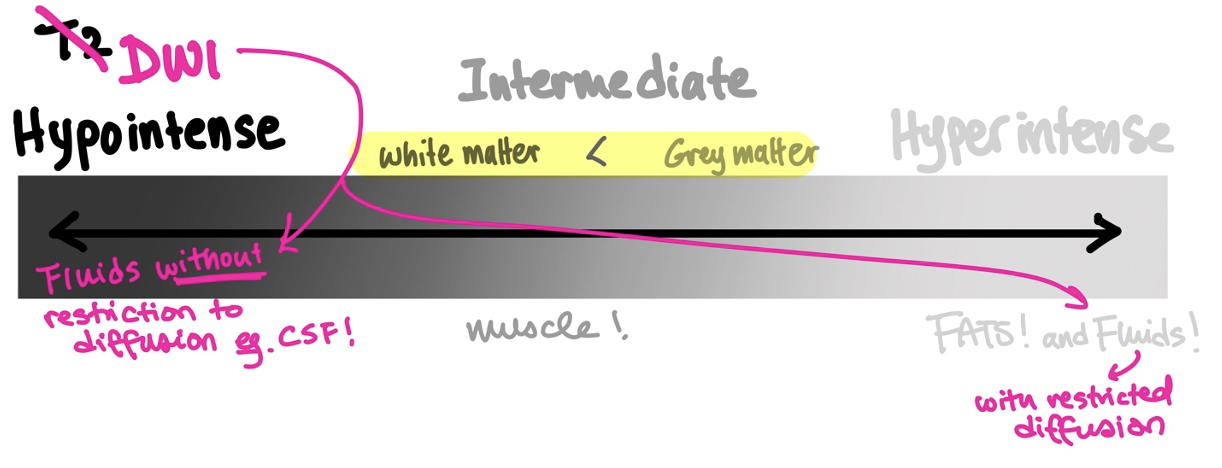 T2 DWI
Intermediate
Hypointense
Hyperintense
white matter < Grey matter
Fluids without
restriction to
diffusion eg. CSF!
muscle!
FATS! and Fluids!
with restricted
diffusion